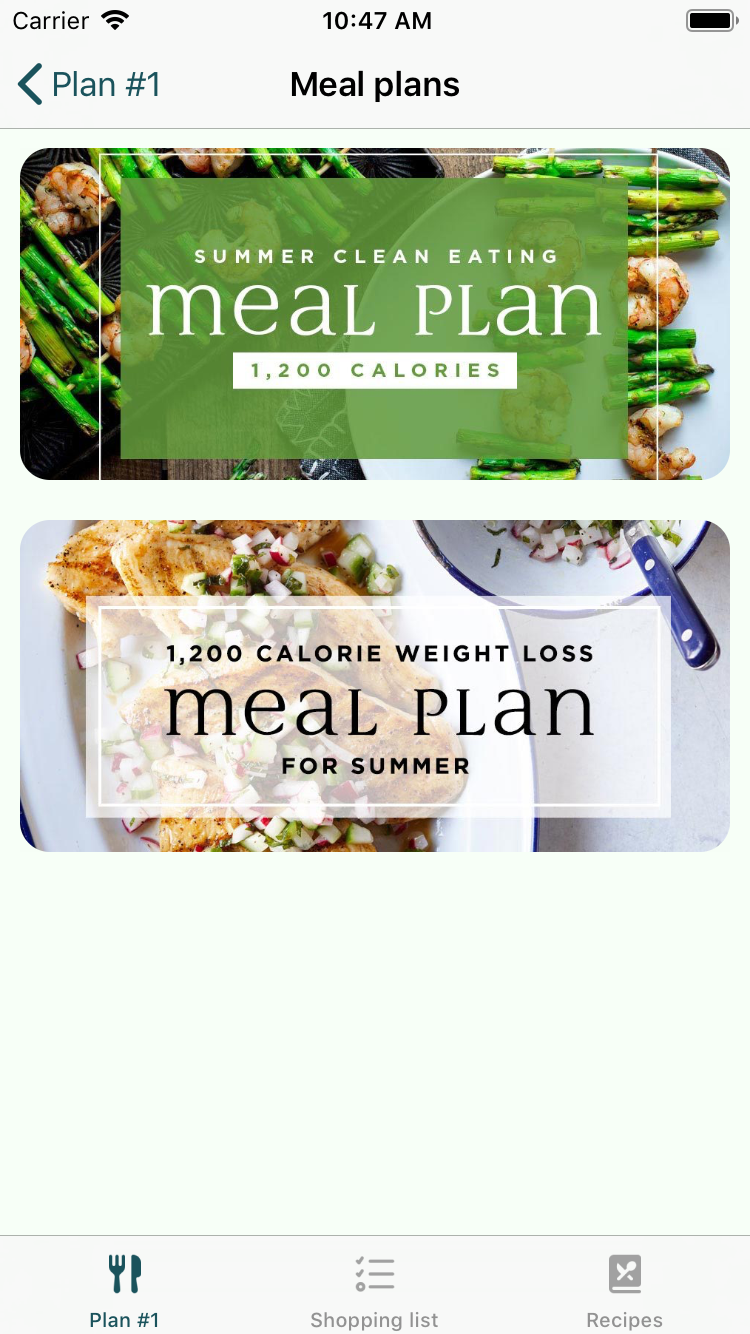 Carrier 10:47 AM
Plan #1 Meal plans
SUMMER CLEAN EATING
meal plan
1,200 CALORIES
1,200 CALORIE WEIGHT LOSS
meal plan
FOR SUMMER
Plan #1 Shopping list Recipes